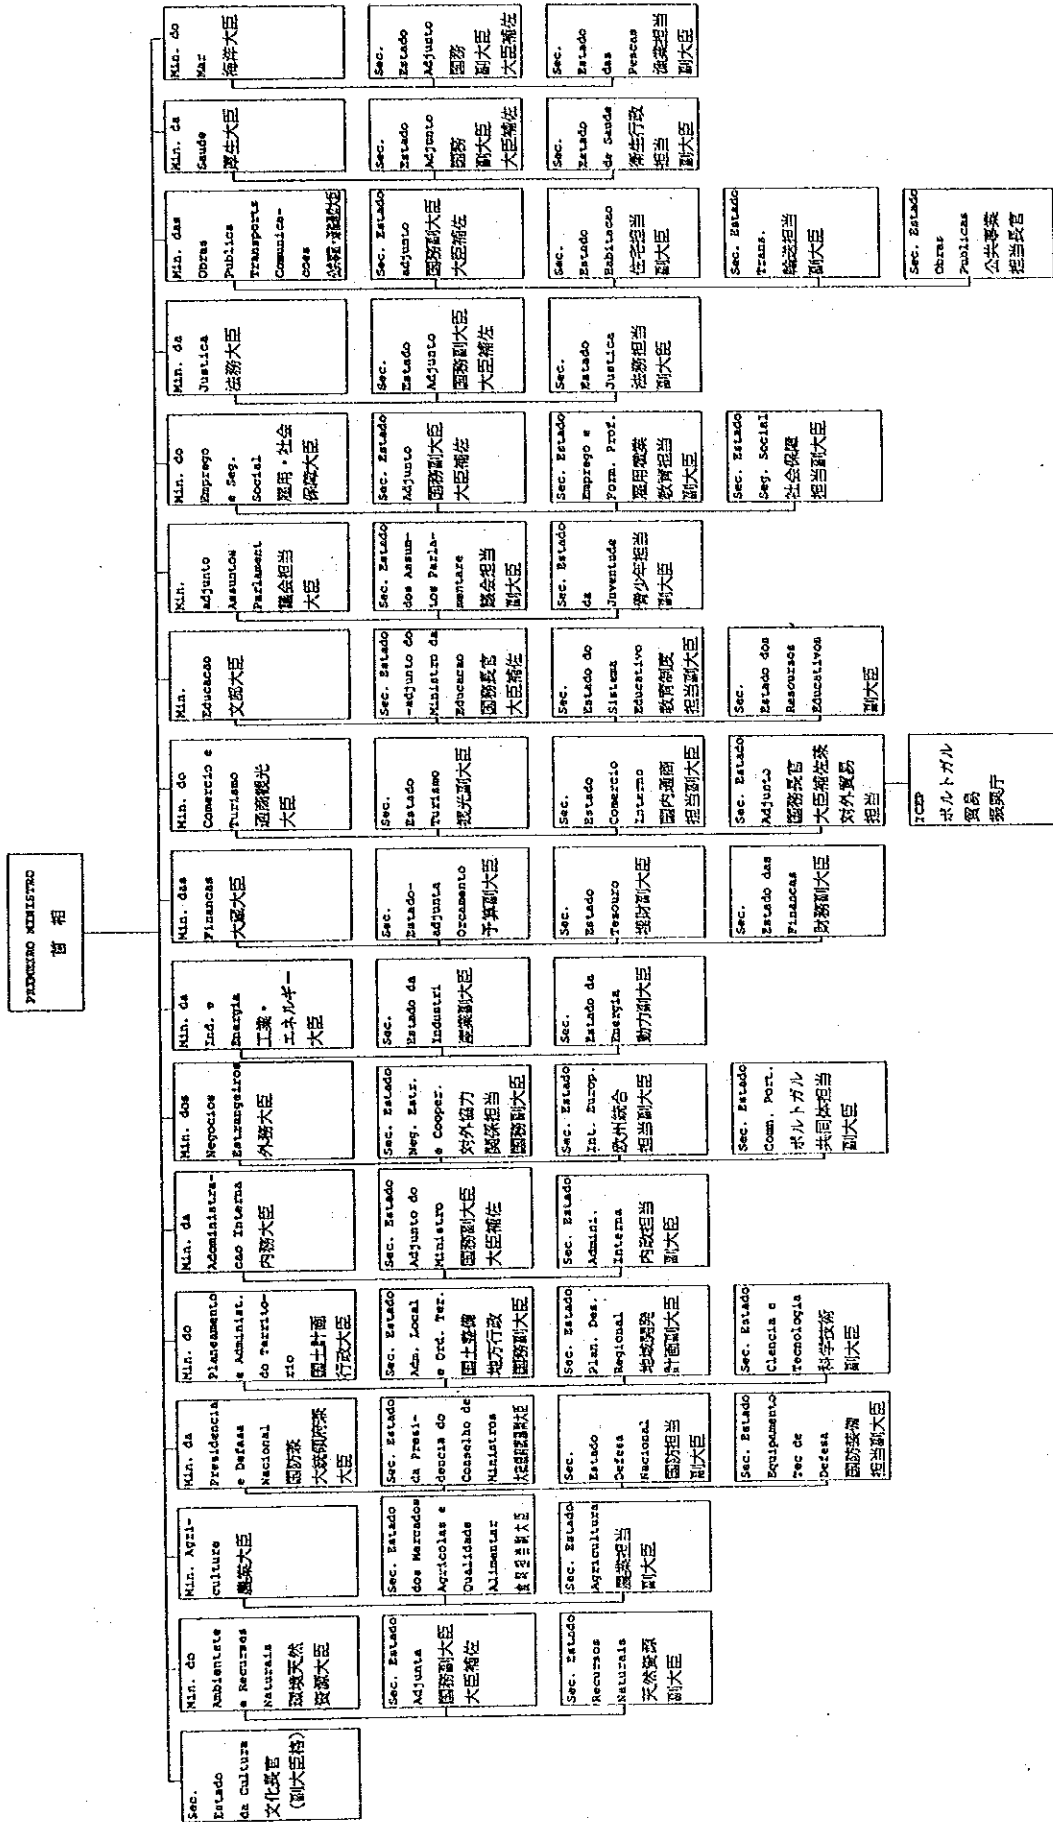 PRIMEIRO MINISTRO
首 相
Sec.
Estado
da Cultura
文化長官
(副大臣格)
Min. do
Ambientate
e Recursos
Naturais
環境天然
資源大臣
Sec. Estado
Adjunta
国務副大臣
大臣補佐
Sec. Estado
Recursos
Naturais
天然資源
副大臣
Min. Agri-
culture
農業大臣
Sec. Estado
dos Mercados
Agricolas e
Qualidade
Alimentar
食料担当副大臣
Sec. Estado
Agricultura
農業担当
副大臣
Min. da
Presidencia
e Defasa
Nacional
国防兼
大統領府兼
大臣
Sec. Estado
da Presi-
dencia do
Conselho de
Ministros
Sec.
Estado
Defesa
Nacional
国防担当
副大臣
Sec. Estado
Equipamento
Tec de
Defesa
国防装備
担当副大臣
Min. do
Planeamento
e Administ.
do Territo-
rio
国土計画
行政大臣
Sec. Estado
Adm. Local
e Ord. Ter.
国土整備
地方行政
国務副大臣
Sec. Estado
Plan. Des.
Regional
地域開発
計画副大臣
Sec. Estado
Ciencia e
Tecnologia
科学技術
副大臣
Min. da
Adoministra-
cao Interna
内務大臣
Sec. Estado
Adjunto do
Ministro
国務副大臣
大臣補佐
Sec. Estado
Admini.
Interna
内政担当
副大臣
Min. dos
Negocios
Estrangeiros
外務大臣
Sec. Estado
Neg. Estr.
e Cooper.
対外協力
関係担当
国務副大臣
Sec. Estado
Int. Europ.
欧州統合
担当副大臣
Sec. Estado
Comn. Port.
ポルトガル
共同体担当
副大臣
Min. da
Ind. e
Energia
工業・
エネルギー
大臣
Sec.
Estado da
Industri
産業副大臣
Sec.
Estado da
Energia
動力副大臣
Min. das
Financas
大蔵大臣
Sec.
Estado-
adjunta
Orcamento
予算副大臣
Sec.
Estado
Tesouro
理財副大臣
Sec.
Estado das
Financas
財務副大臣
Min. do
Comercio e
Turismo
通商観光
大臣
Sec.
Estado
Turismo
観光副大臣
Sec.
Estado
Comercio
Interno
国内通商
担当副大臣
Sec. Estado
Adjunto
国務長官
大臣補佐兼
対外貿易
担当
ICEP
ポルトガル
貿易
振興庁
Min.
Educacao
文部大臣
Sec. Estado
-adjunto do
Ministro da
Educacao
国務長官
大臣補佐
Sec.
Estado do
Sistema
Educativo
教育制度
担当副大臣
Sec.
Estado dos
Resoursos
Educativos
副大臣
Min.
adjunto
Assuntos
Parlament
議会担当
大臣
Sec. Estado
dos Assun-
tos Parla-
mentare
議会担当
副大臣
Sec. Estado
da
Juventude
青少年担当
副大臣
Min. do
Emprego
e Seg.
Social
雇用・社会
保障大臣
Sec. Estado
Adjunto
国務副大臣
大臣補佐
Sec. Estado
Emprego e
Form. Prof.
雇用職業
教育担当
副大臣
Sec. Estado
Seg. Social
社会保障
担当副大臣
Min. da
Justica
法務大臣
Sec.
Estado
Adjunto
国務副大臣
大臣補佐
Sec.
Estado
Justica
法務担当
副大臣
Min. das
Obras
Publica
Transports
Comunica-
coes
Sec. Estado
adjunto
国務副大臣
大臣補佐
Sec.
Estado
Habitacao
住宅担当
副大臣
Sec. Estado
Trans.
輸送担当
副大臣
Sec. Estado
Obras
Publicas
公共事業
担当長官
Min. da
Saude
厚生大臣
Sec.
Estado
Adjunto
国務
副大臣
大臣補佐
Sec.
Estado
de Saude
衛生行政
担当
副大臣
Min. do
Mar
海洋大臣
Sec.
Estado
Adjunto
国務
副大臣
大臣補佐
Sec.
Estado
das
Pescas
漁業担当
副大臣